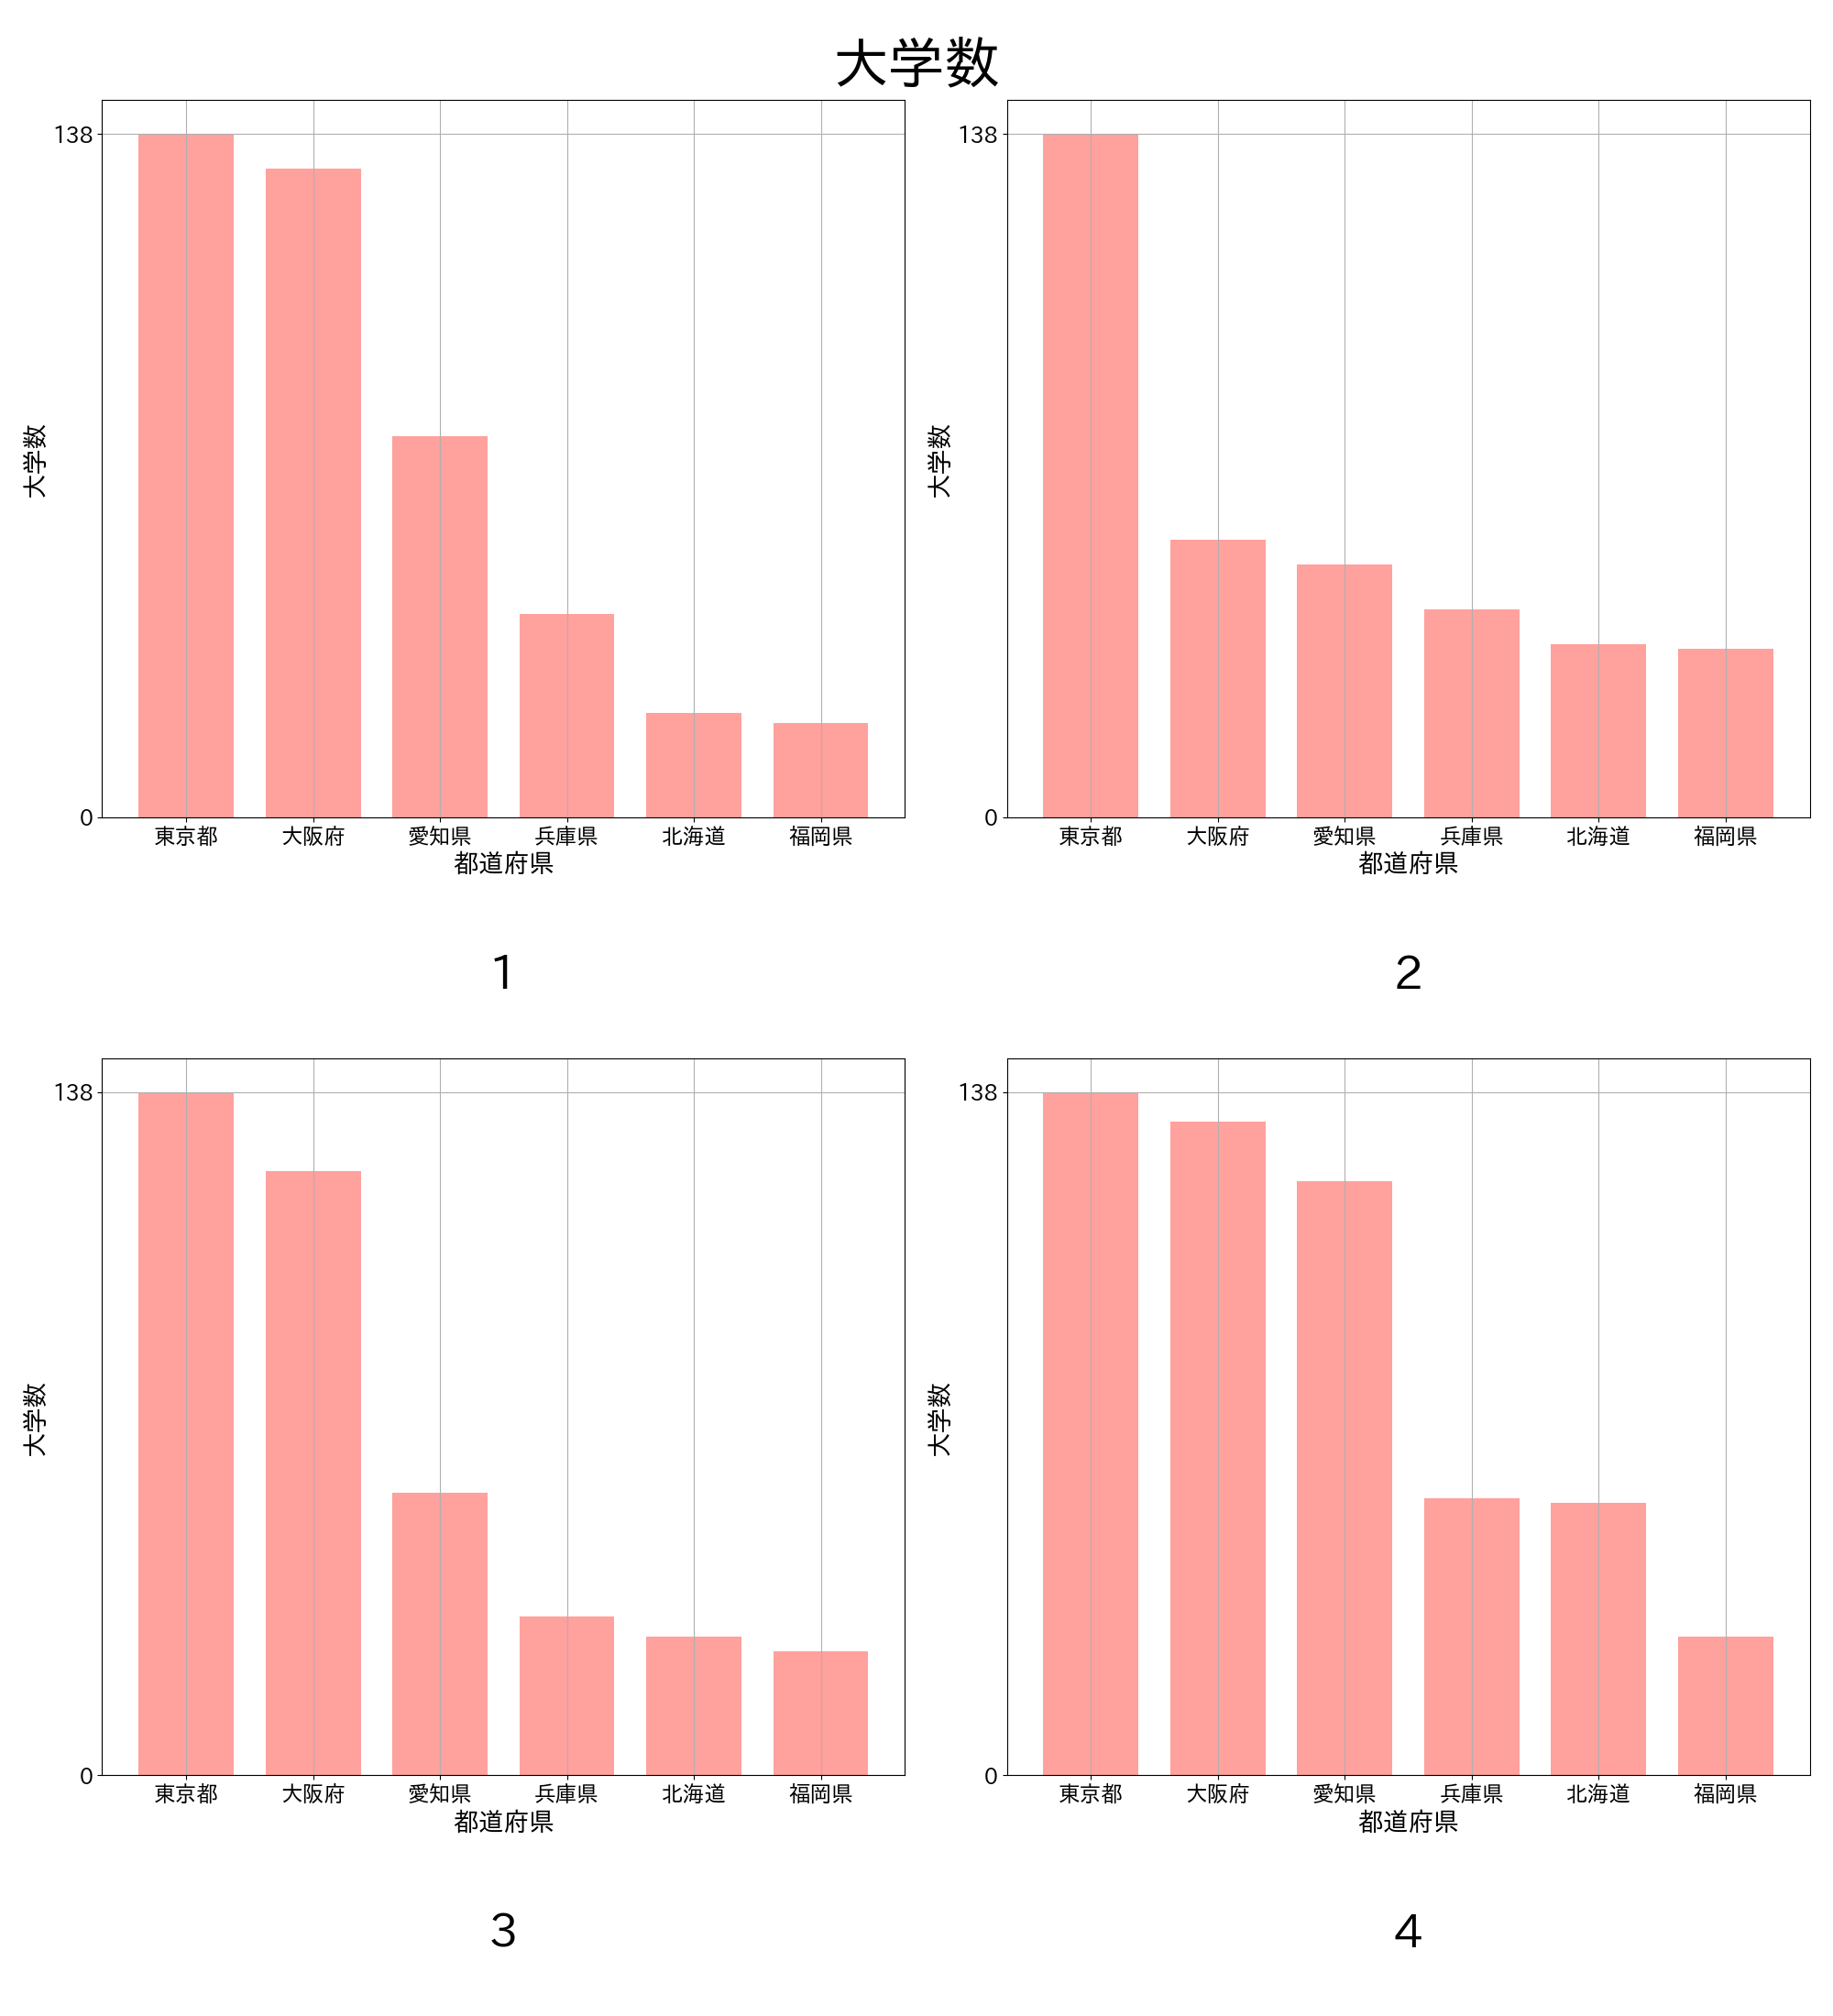 大学数
138
0
大学数
東京都 大阪府 愛知県 兵庫県 北海道 福岡県
都道府県
1
138
0
大学数
東京都 大阪府 愛知県 兵庫県 北海道 福岡県
都道府県
2
138
0
大学数
東京都 大阪府 愛知県 兵庫県 北海道 福岡県
都道府県
3
138
0
大学数
東京都 大阪府 愛知県 兵庫県 北海道 福岡県
都道府県
4